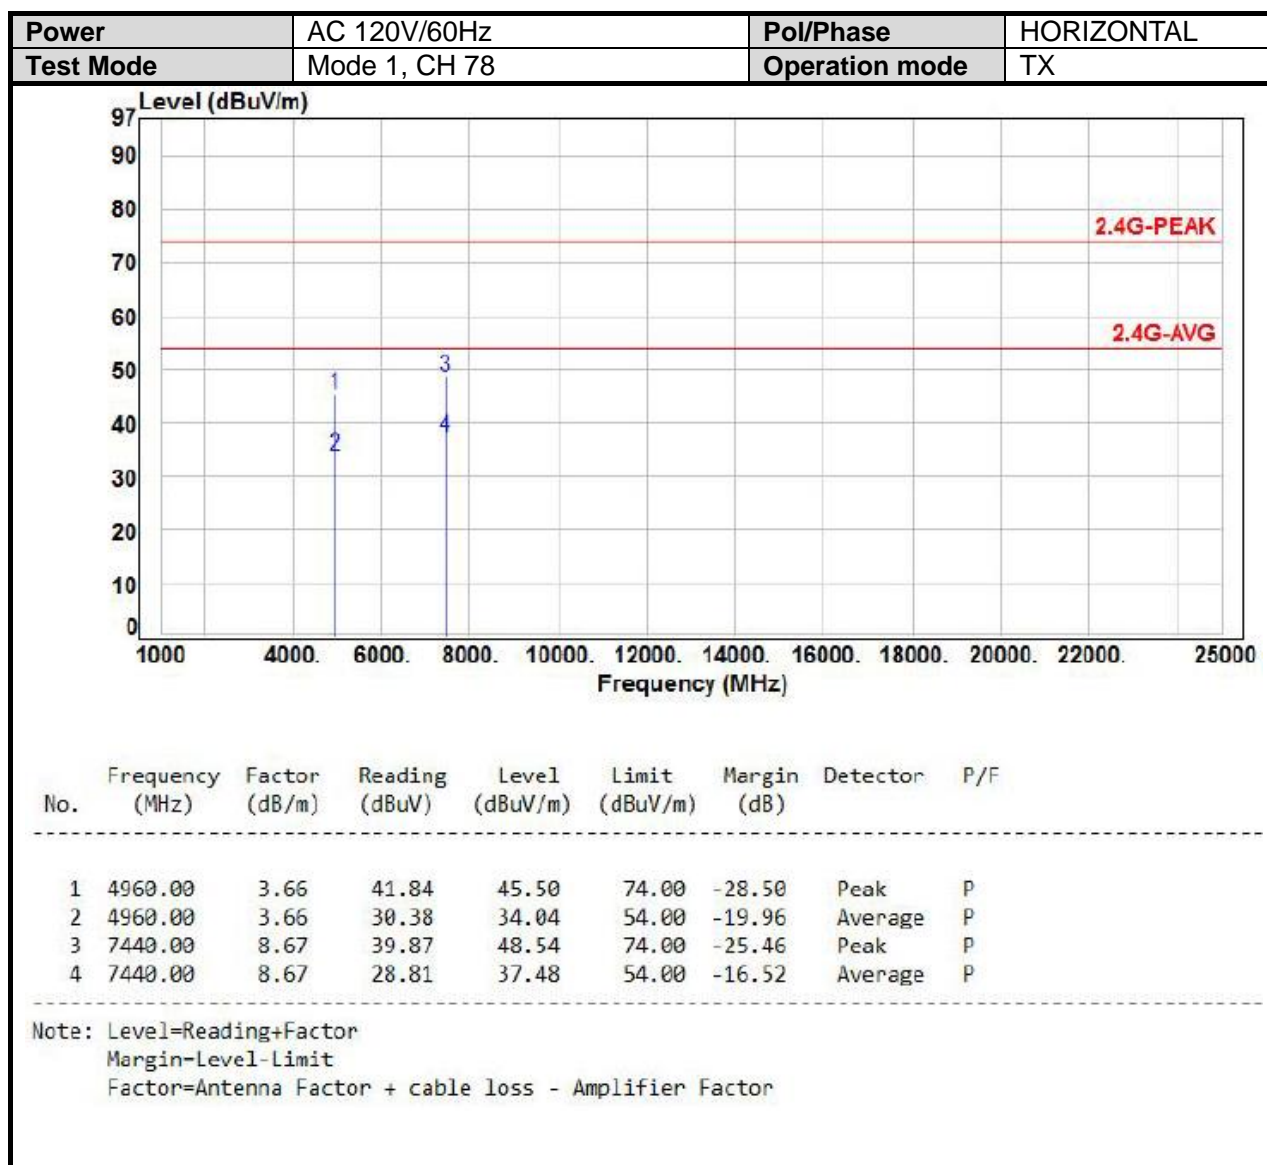 Power AC 120V/60Hz Pol/Phase HORIZONTAL
Test Mode Mode 1, CH 78 Operation mode TX
Level (dBuV/m)
97
90
80
2.4G-PEAK
70
60
2.4G-AVG
50
3
1
40
4
2
30
20
10
0
1000 4000. 6000. 8000. 10000. 12000. 14000. 16000. 18000. 20000. 22000. 25000
Frequency (MHz)
Frequency Factor Reading Level Limit Margin Detector P/F
No. (MHz) (dB/m) (dBuV) (dBuV/m) (dBuV/m) (dB)
1 4960.00 3.66 41.84 45.50 74.00 -28.50 Peak P
2 4960.00 3.66 30.38 34.04 54.00 -19.96 Average P
3 7440.00 8.67 39.87 48.54 74.00 -25.46 Peak P
4 7440.00 8.67 28.81 37.48 54.00 -16.52 Average P
Note: Level=Reading+Factor
Margin=Level-Limit
Factor=Antenna Factor + cable loss - Amplifier Factor